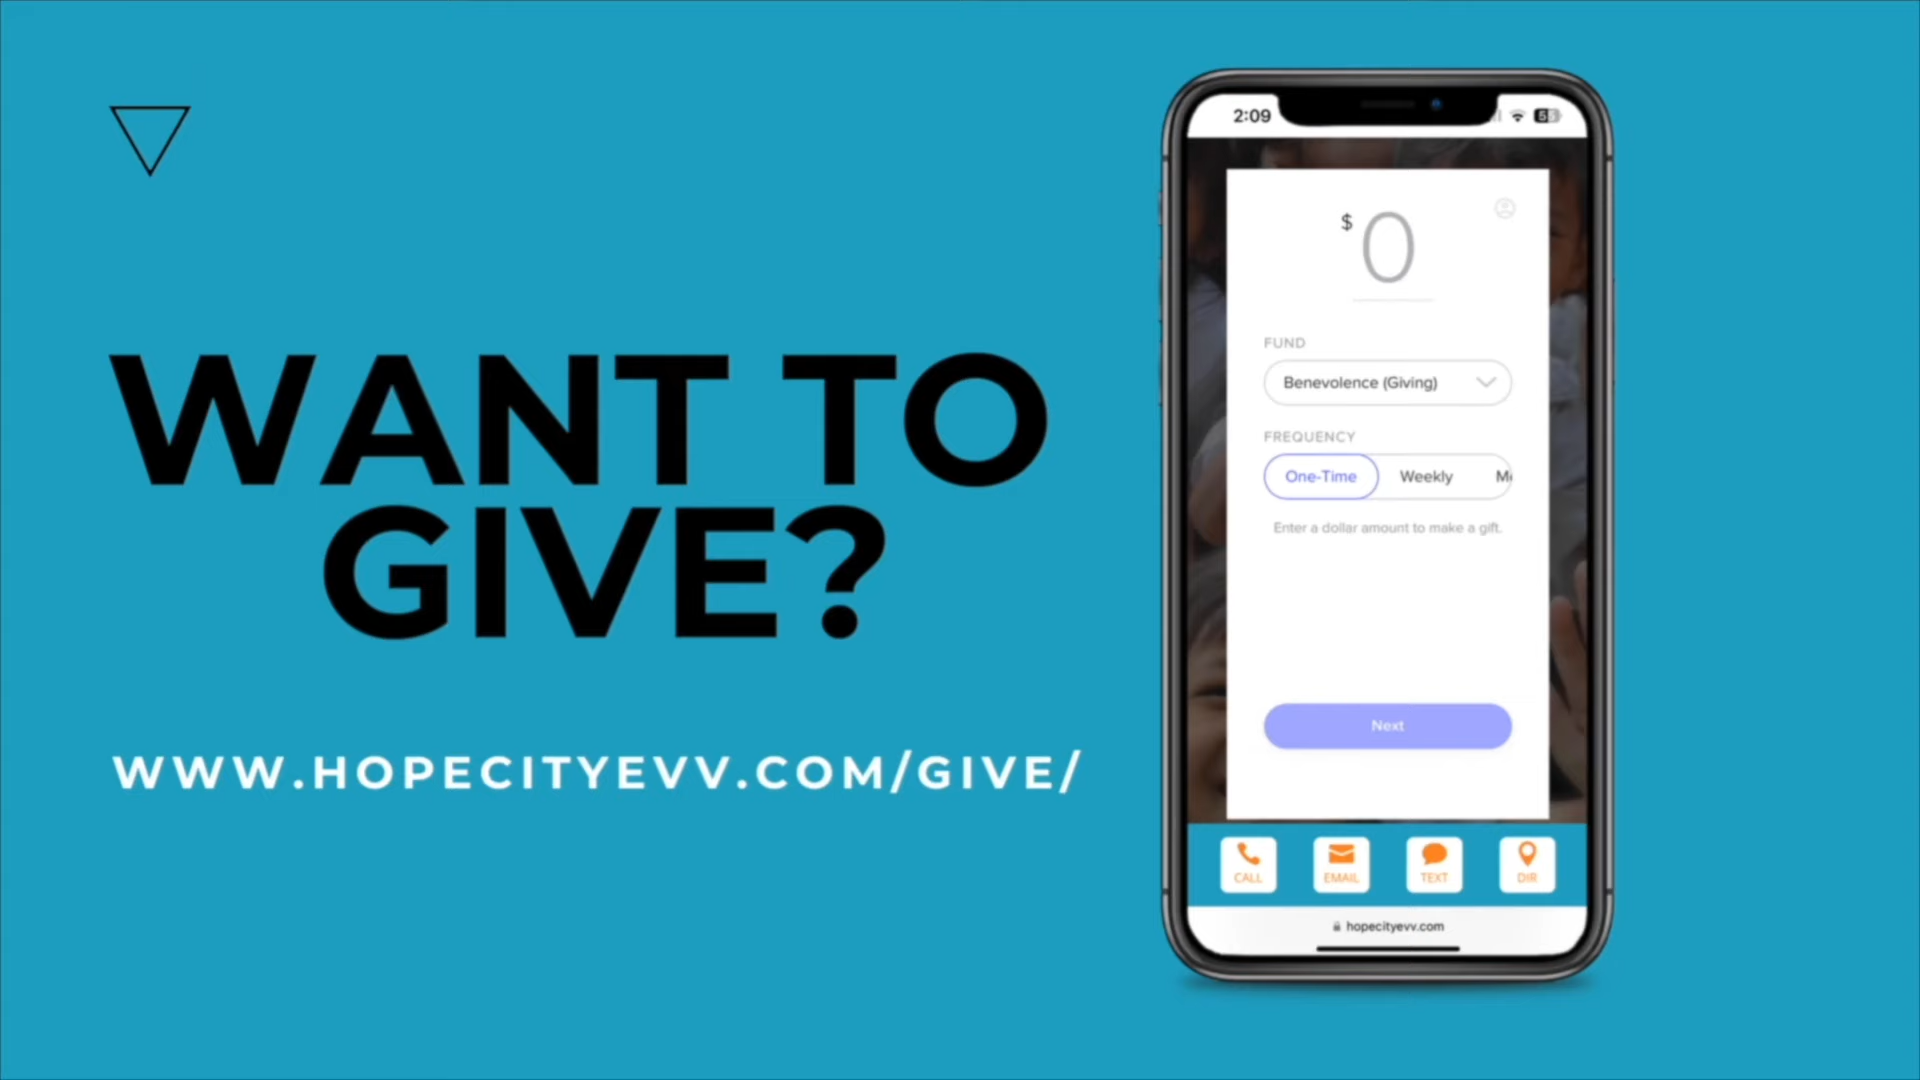 WANT TO
GIVE?
WWW.HOPECITYEVV.COM/GIVE/
2:09
$ 0
FUND
Benevolence (Giving)
FREQUENCY
One-Time Weekly
Enter a dollar amount to make a gift.
Next
CALL EMAIL TEXT DIR
hopecityevv.com